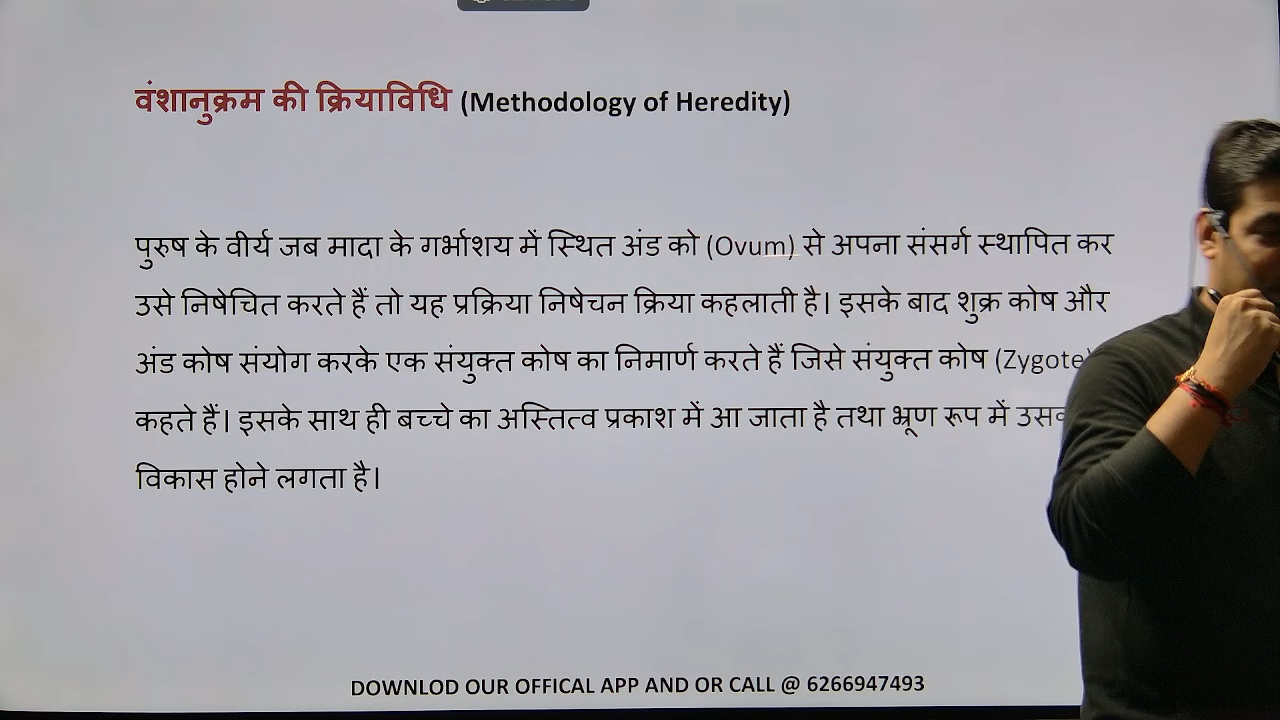 वंशानुक्रम की क्रियाविधि (Methodology of Heredity)
पुरुष के वीर्य जब मादा के गर्भाशय में स्थित अंड को (Ovum) से अपना संसर्ग स्थापित कर
उसे निषेचित करते हैं तो यह प्रक्रिया निषेचन क्रिया कहलाती है। इसके बाद शुक्र कोष और
अंड कोष संयोग करके एक संयुक्त कोष का निमार्ण करते हैं जिसे संयुक्त कोष (Zygote)
कहते हैं। इसके साथ ही बच्चे का अस्तित्व प्रकाश में आ जाता है तथा भ्रूण रूप में
विकास होने लगता है।
DOWNLOD OUR OFFICAL APP AND OR CALL @ 6266947493